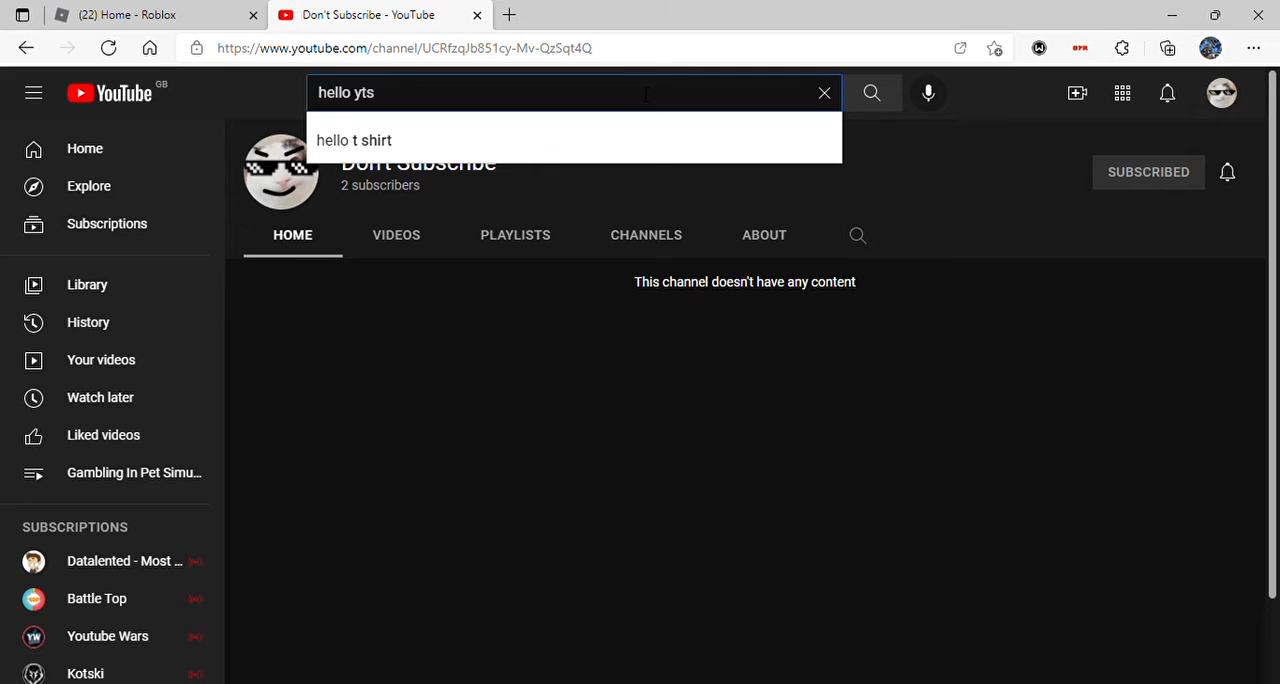 (22) Home - Roblox
Don't Subscribe - YouTube
https://www.youtube.com/channel/UCRfzqJb851cy-Mv-QzSqt4Q
YouTube GB
hello yts
hello t shirt
Don't Subscribe
2 subscribers
SUBSCRIBED
HOME VIDEOS PLAYLISTS CHANNELS ABOUT
This channel doesn't have any content
Home
Explore
Subscriptions
Library
History
Your videos
Watch later
Liked videos
Gambling In Pet Simu...
SUBSCRIPTIONS
Datalented - Most ...
Battle Top
YW
Youtube Wars
Kotski